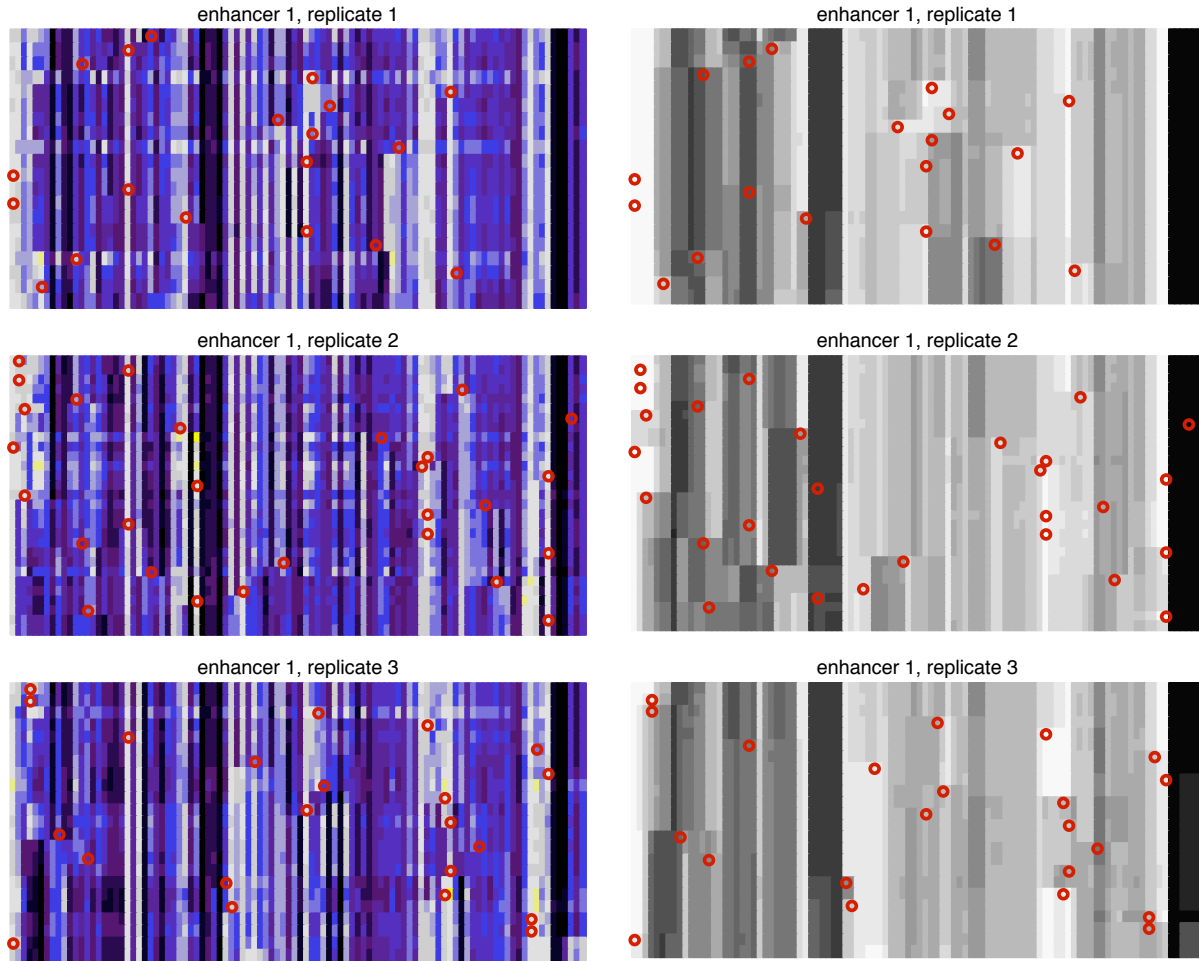 enhancer 1, replicate 1
enhancer 1, replicate 1
enhancer 1, replicate 2
enhancer 1, replicate 2
enhancer 1, replicate 3
enhancer 1, replicate 3